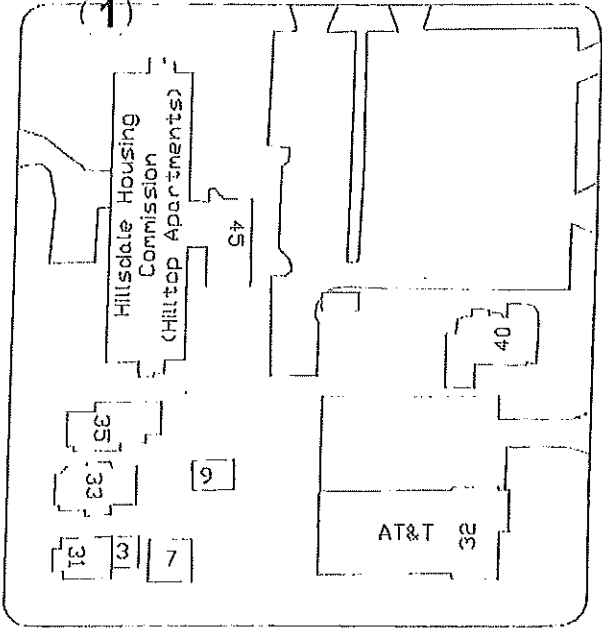 (1)
Hillsdale Housing
Commission
(Hilltop Apartments)
45
40
35
33
9
31
3
7
AT&T
32